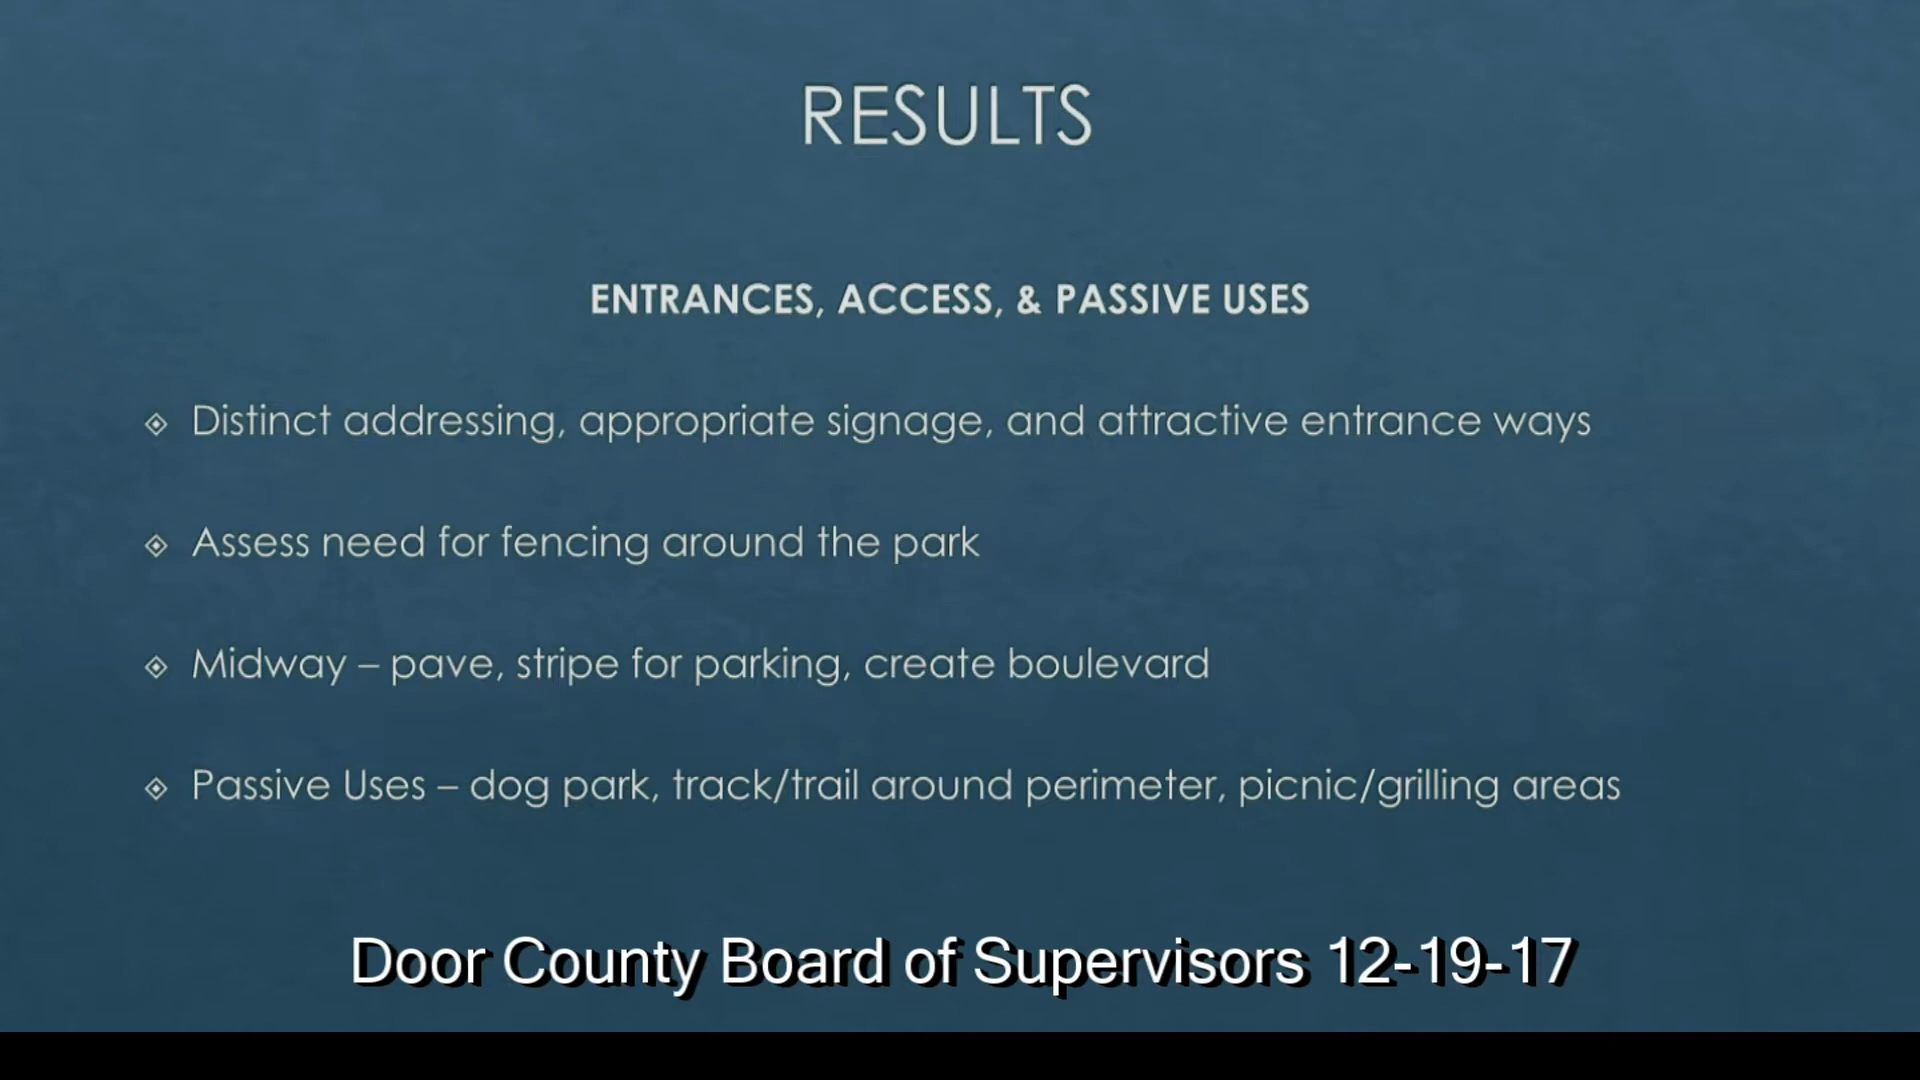 RESULTS
ENTRANCES, ACCESS, & PASSIVE USES
Distinct addressing, appropriate signage, and attractive entrance ways
Assess need for fencing around the park
Midway – pave, stripe for parking, create boulevard
Passive Uses – dog park, track/trail around perimeter, picnic/grilling areas
Door County Board of Supervisors 12-19-17